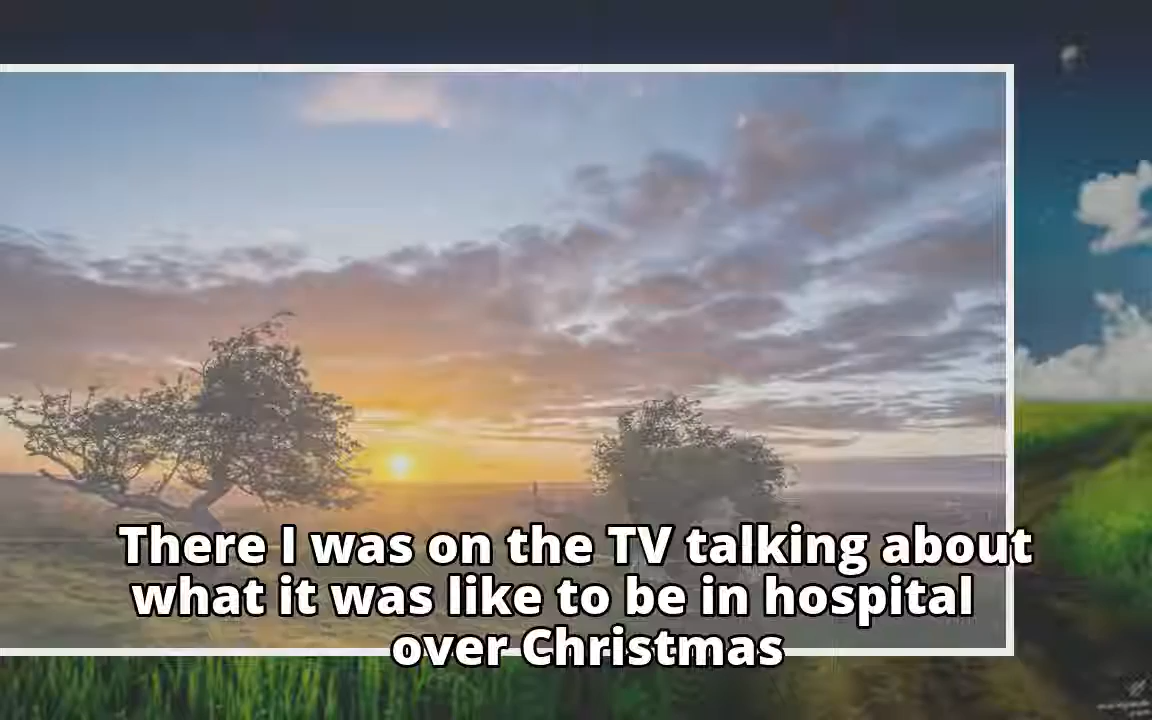 There I was on the TV talking about
what it was like to be in hospital
over Christmas